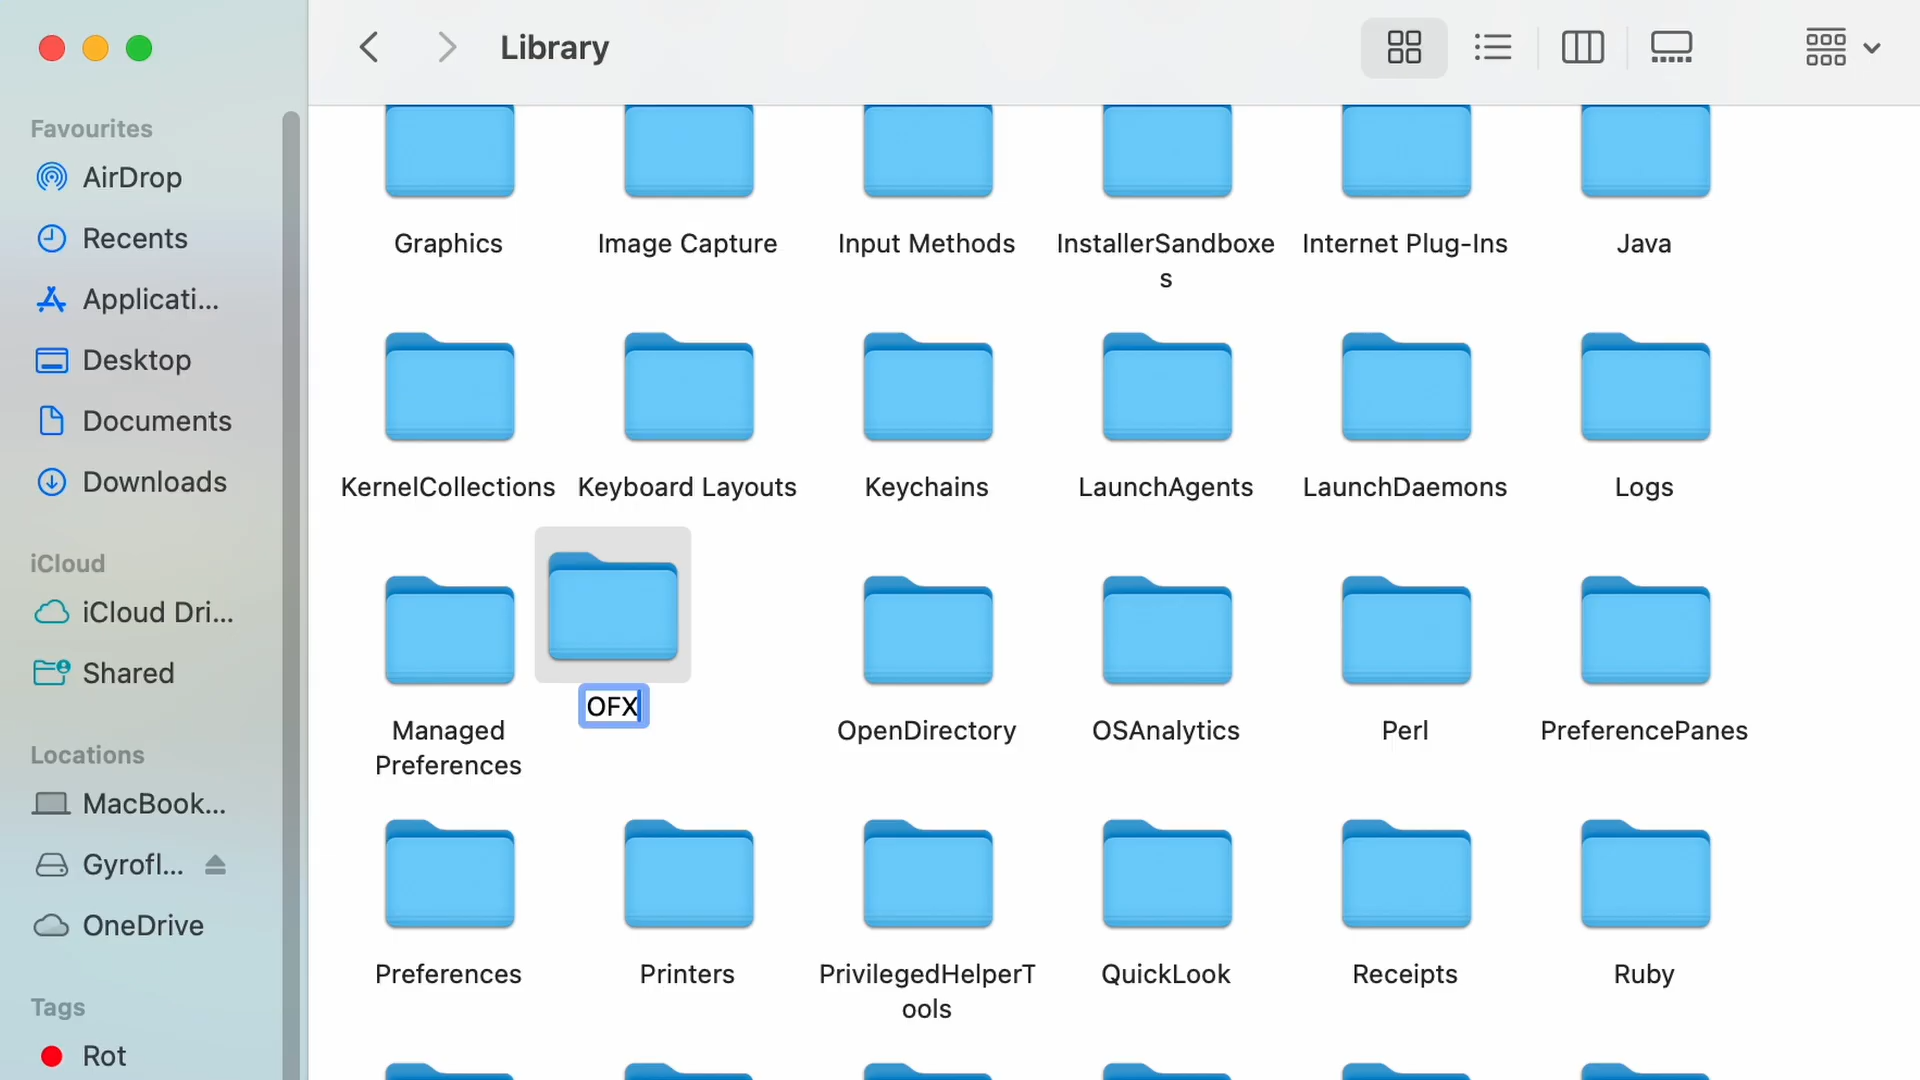 Library
Favourites
AirDrop
Recents
Applicati...
Desktop
Documents
Downloads
iCloud
iCloud Dri...
Shared
Locations
MacBook...
Gyrofl...
OneDrive
Tags
Rot
Graphics
Image Capture
Input Methods
InstallerSandboxe
s
Internet Plug-Ins
Java
KernelCollections
Keyboard Layouts
Keychains
LaunchAgents
LaunchDaemons
Logs
Managed
Preferences
OFX
OpenDirectory
OSAnalytics
Perl
PreferencePanes
Preferences
Printers
PrivilegedHelperT
ools
QuickLook
Receipts
Ruby